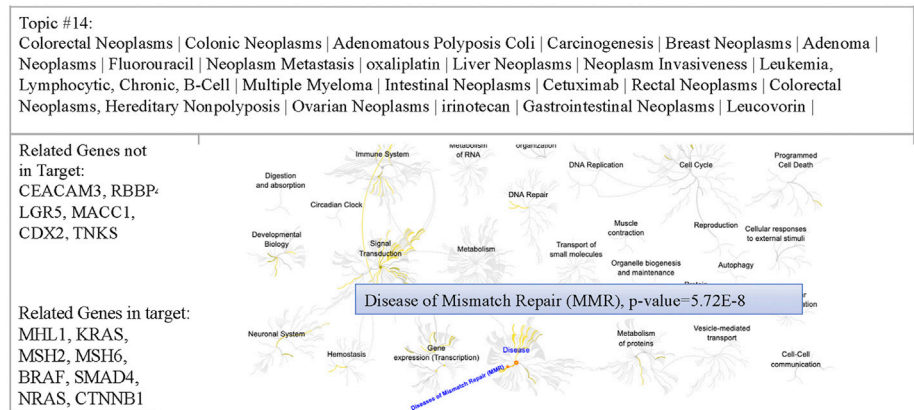 Topic #14:
Colorectal Neoplasms | Colonic Neoplasms | Adenomatous Polyposis Coli | Carcinogenesis | Breast Neoplasms | Adenoma |
Neoplasms | Fluorouracil | Neoplasm Metastasis | oxaliplatin | Liver Neoplasms | Neoplasm Invasiveness | Leukemia,
Lymphocytic, Chronic, B-Cell | Multiple Myeloma | Intestinal Neoplasms | Cetuximab | Rectal Neoplasms | Colorectal
Neoplasms, Hereditary Nonpolyposis | Ovarian Neoplasms | irinotecan | Gastrointestinal Neoplasms | Leucovorin |
Related Genes not
in Target:
CEACAM3, RBBP4
LGR5, MACC1,
CDX2, TNKS
Related Genes in target:
MHL1, KRAS,
MSH2, MSH6,
BRAF, SMAD4,
NRAS, CTNNB1
Immune System
Metabolism
of RNA
organization
DNA Replication
Cell Cycle
Programmed
Cell Death
Digestion
and absorption
Circadian Clock
DNA Repair
Developmental
Biology
Signal
Transduction
Metabolism
Transport of
small molecules
Muscle
contraction
Reproduction
Cellular responses
to external stimuli
Organelle biogenesis
and maintenance
Autophagy
Disease of Mismatch Repair (MMR), p-value=5.72E-8
Neuronal System
Hemostasis
Gene
expression (Transcription)
Disease
Diseases of Mismatch Repair (MMR)
Metabolism
of proteins
Vesicle-mediated
transport
Cell-Cell
communication